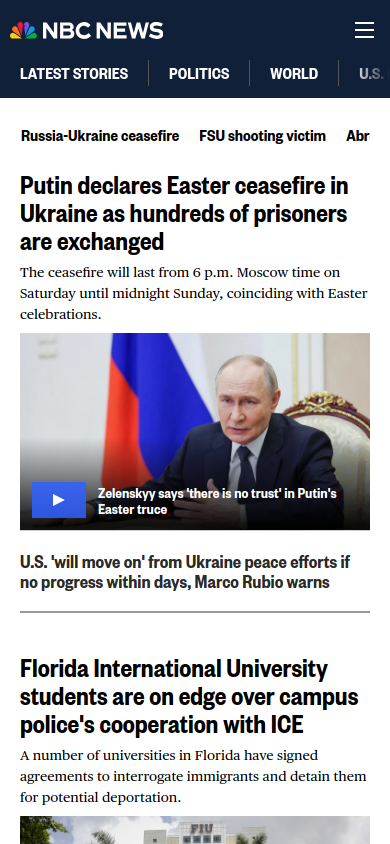 NBC NEWS
LATEST STORIES POLITICS WORLD U.S.
Russia-Ukraine ceasefire FSU shooting victim Abr
Putin declares Easter ceasefire in
Ukraine as hundreds of prisoners
are exchanged
The ceasefire will last from 6 p.m. Moscow time on
Saturday until midnight Sunday, coinciding with Easter
celebrations.
Zelenskyy says 'there is no trust' in Putin's
Easter truce
U.S. 'will move on' from Ukraine peace efforts if
no progress within days, Marco Rubio warns
Florida International University
students are on edge over campus
police's cooperation with ICE
A number of universities in Florida have signed
agreements to interrogate immigrants and detain them
for potential deportation.
FIU